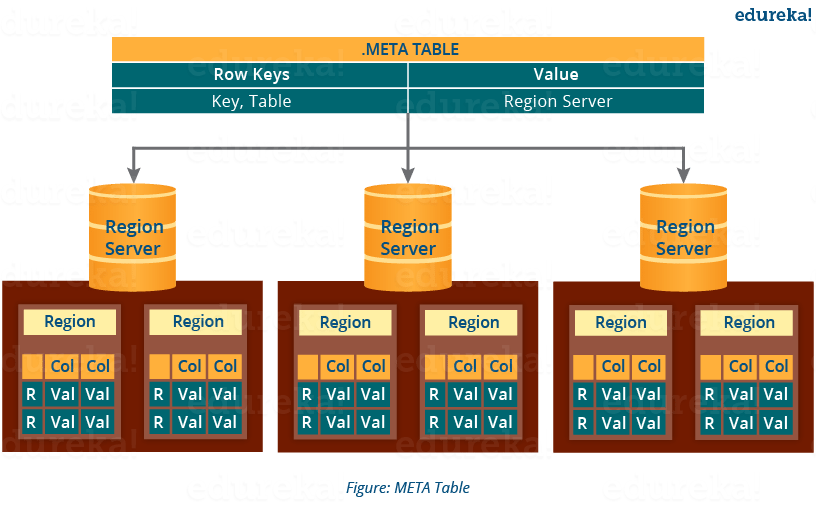 edureka!
.META TABLE
Row Keys Value
Key, Table Region Server
Region Server
Region Server
Region Server
Region Region Region Region Region Region
Col Col Col Col Col Col Col Col Col Col Col Col
R Val Val R Val Val R Val Val R Val Val R Val Val R Val Val
R Val Val R Val Val R Val Val R Val Val R Val Val R Val Val
Figure: META Table